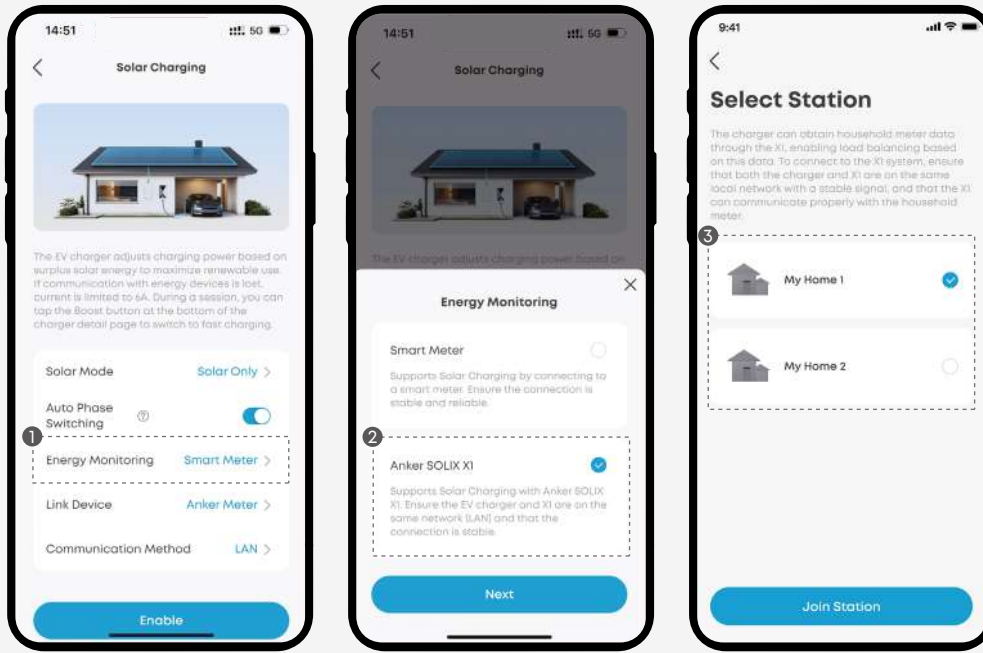 14:51
5G
Solar Charging
The EV charger adjusts charging power based on
surplus solar energy to maximize renewable use.
If communication with energy devices is lost,
current is limited to 6A. During a session, you can
tap the Boost button at the bottom of the
charger detail page to switch to fast charging.
Solar Mode
Solar Only >
Auto Phase
Switching
?
1
Energy Monitoring
Smart Meter >
Link Device
Anker Meter >
Communication Method
LAN >
Enable
14:51
5G
Solar Charging
The EV charger adjusts charging power based on
Energy Monitoring
Smart Meter
Supports Solar Charging by connecting to
a smart meter. Ensure the connection is
stable and reliable.
2
Anker SOLIX X1
Supports Solar Charging with Anker SOLIX
X1. Ensure the EV charger and X1 are on the
same network (LAN) and that the
connection is stable.
Next
9:41
Select Station
The charger can obtain household meter data
through the X1, enabling load balancing based
on this data. To connect to the X1 system, ensure
that both the charger and X1 are on the same
local network with a stable signal, and that the X1
can communicate properly with the household
meter.
3
My Home 1
My Home 2
Join Station